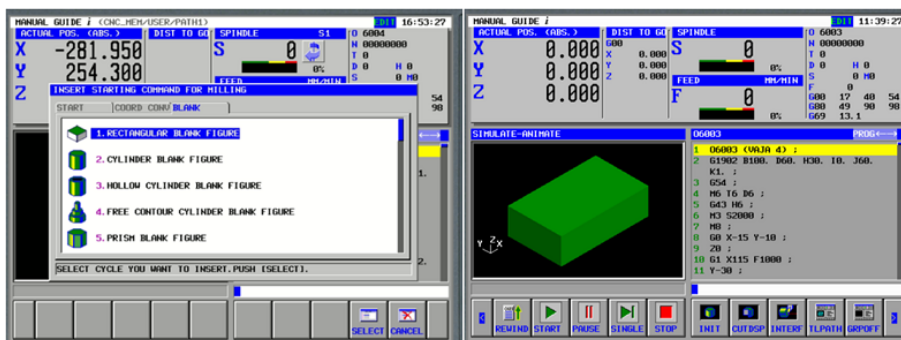 MANUAL GUIDE i (CNC_MEM/USER/PATH1) EDIT 16:53:27
ACTUAL POS. (ABS.) DIST TO GO SPINDLE S1 O 6004
X -281.950 S 0 N 00000000
T 0
Y 254.300 0% D 0 H 0
FEED MM/MIN S 0 M0
Z 54
98
INSERT STARTING COMMAND FOR MILLING
START COORD CONV BLANK
1.RECTANGULAR BLANK FIGURE
2.CYLINDER BLANK FIGURE
3.HOLLOW CYLINDER BLANK FIGURE
4.FREE CONTOUR CYLINDER BLANK FIGURE
5.PRISM BLANK FIGURE
1.
2.
SELECT CYCLE YOU WANT TO INSERT.PUSH [SELECT].
SELECT CANCEL
MANUAL GUIDE i EDIT 11:39:27
ACTUAL POS. (ABS.) DIST TO GO SPINDLE O 6003
X 0.000 G00 S 0 N 00000000
X 0.000 T 0
Y 0.000 Y 0.000 0% D 0 H 0
Z 0.000 S 0 M0
FEED MM/MIN F 0
Z 0.000 F 0 G00 17 40 54
G80 49 90 98
0% G69 13.1
SIMULATE-ANIMATE O6003 PROG
1 O6003 (VAJA 4) ;
2 G1902 B100. D60. H30. I0. J60.
K1. ;
3 G54 ;
4 M6 T6 D6 ;
5 G43 H6 ;
6 M3 S2000 ;
7 M8 ;
8 G0 X-15 Y-10 ;
9 Z0 ;
10 G1 X115 F1000 ;
11 Y-30 ;
Y Z X
REWIND START PAUSE SINGLE STOP INIT CUTDSP INTERF TLPATH GRPOFF